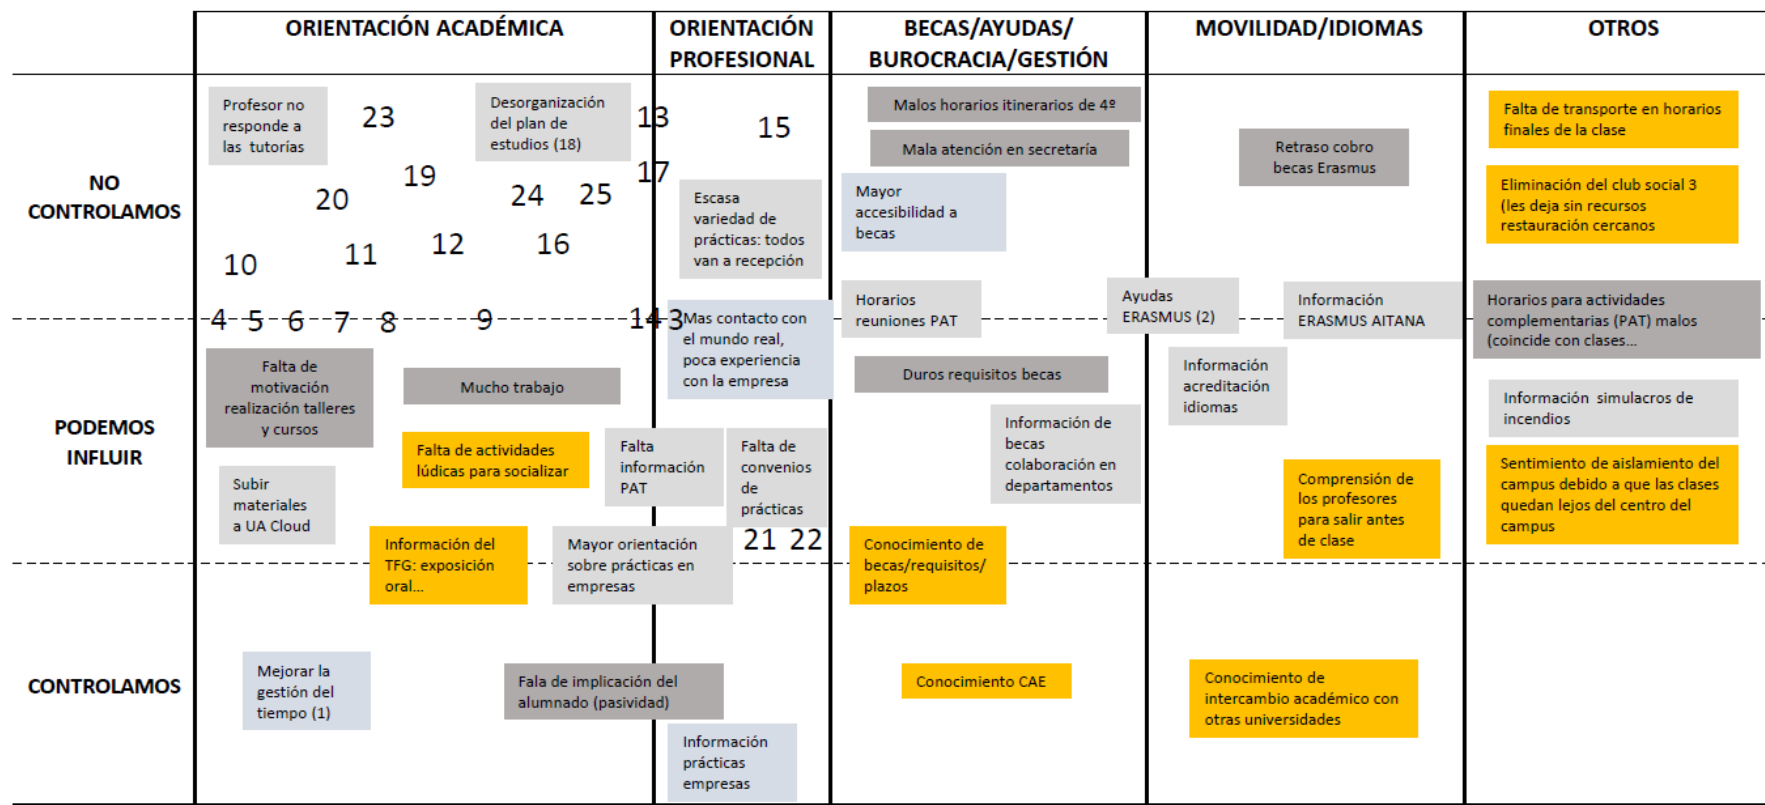 ORIENTACIÓN ACADÉMICA
ORIENTACIÓN
PROFESIONAL
BECAS/AYUDAS/
BUROCRACIA/GESTIÓN
MOVILIDAD/IDIOMAS
OTROS
NO
CONTROLAMOS
Profesor no
responde a
las tutorías
23
Desorganización
del plan de
estudios (18)
13
19
17
20
24
25
12
16
11
10
15
Escasa
variedad de
prácticas: todos
van a recepción
Malos horarios itinerarios de 4º
Mala atención en secretaría
Mayor
accesibilidad a
becas
Retraso cobro
becas Erasmus
Falta de transporte en horarios
finales de la clase
Eliminación del club social 3
(les deja sin recursos
restauración cercanos
4
5
6
7
8
9
14
3
Mas contacto con
el mundo real,
poca experiencia
con la empresa
Horarios
reuniones PAT
Ayudas
ERASMUS (2)
Información
ERASMUS AITANA
Horarios para actividades
complementarias (PAT) malos
(coincide con clases…
PODEMOS
INFLUIR
Falta de
motivación
realización talleres
y cursos
Mucho trabajo
Falta de actividades
lúdicas para socializar
Subir
materiales
a UA Cloud
Falta
información
PAT
Falta de
convenios
de
prácticas
21
22
Duros requisitos becas
Información de
becas
colaboración en
departamentos
Información
acreditación
idiomas
Comprensión de
los profesores
para salir antes
de clase
Información simulacros de
incendios
Sentimiento de aislamiento del
campus debido a que las clases
quedan lejos del centro del
campus
Información del
TFG: exposición
oral…
Mayor orientación
sobre prácticas en
empresas
Conocimiento de
becas/requisitos/
plazos
CONTROLAMOS
Mejorar la
gestión del
tiempo (1)
Fala de implicación del
alumnado (pasividad)
Información
prácticas
empresas
Conocimiento CAE
Conocimiento de
intercambio académico con
otras universidades